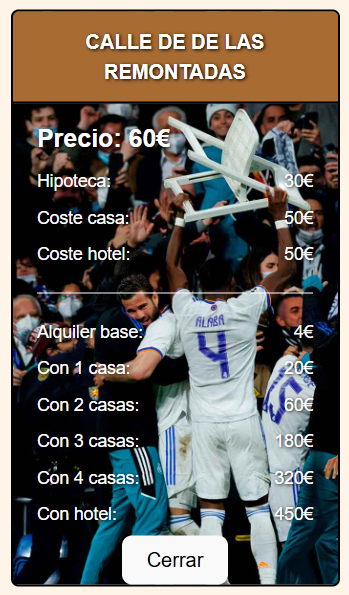 CALLE DE DE LAS
REMONTADAS
Precio: 60€
Hipoteca: 30€
Coste casa: 50€
Coste hotel: 50€
Alquiler base: 4€
Con 1 casa: 20€
Con 2 casas: 60€
Con 3 casas: 180€
Con 4 casas: 320€
Con hotel: 450€
ALABA
4
5
Cerrar